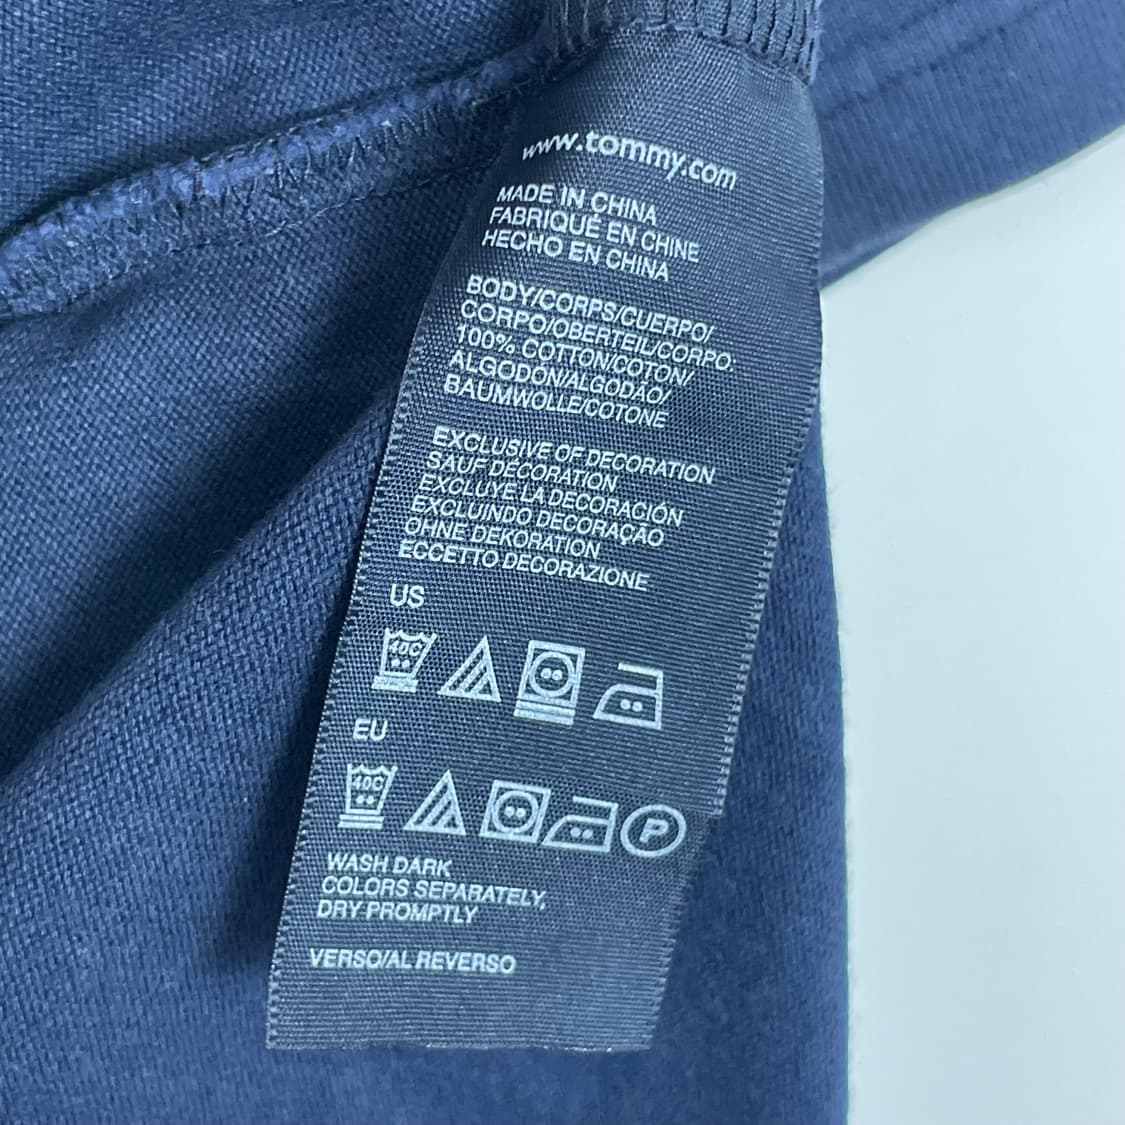 www.tommy.com
MADE IN CHINA
FABRIQUÉ EN CHINE
HECHO EN CHINA
BODY/CORPS/CUERPO/
CORPO/OBERTEIL/CORPO:
100% COTTON/COTON/
ALGODÓN/ALGODÃO/
BAUMWOLLE/COTONE
EXCLUSIVE OF DECORATION
SAUF DÉCORATION
EXCLUYE LA DECORACIÓN
EXCLUINDO DECORAÇÃO
OHNE DEKORATION
ECCETTO DECORAZIONE
US
40C
EU
40C
P
WASH DARK
COLORS SEPARATELY,
DRY PROMPTLY
VERSO/AL REVERSO